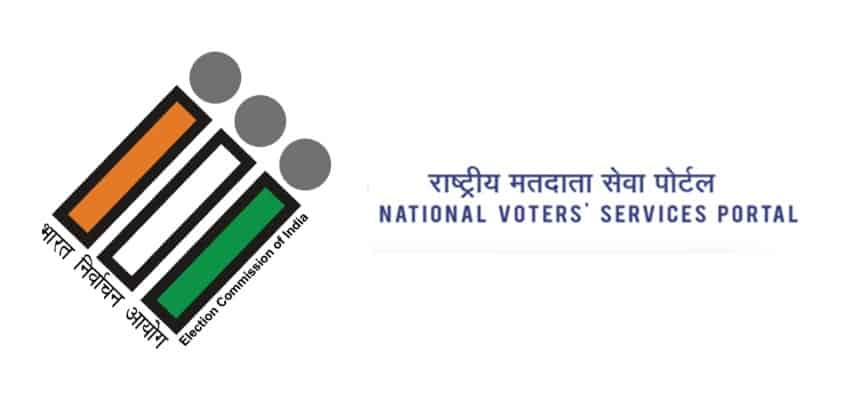 भारत निर्वाचन आयोग
Election Commission of India
राष्ट्रीय मतदाता सेवा पोर्टल
NATIONAL VOTERS' SERVICES PORTAL